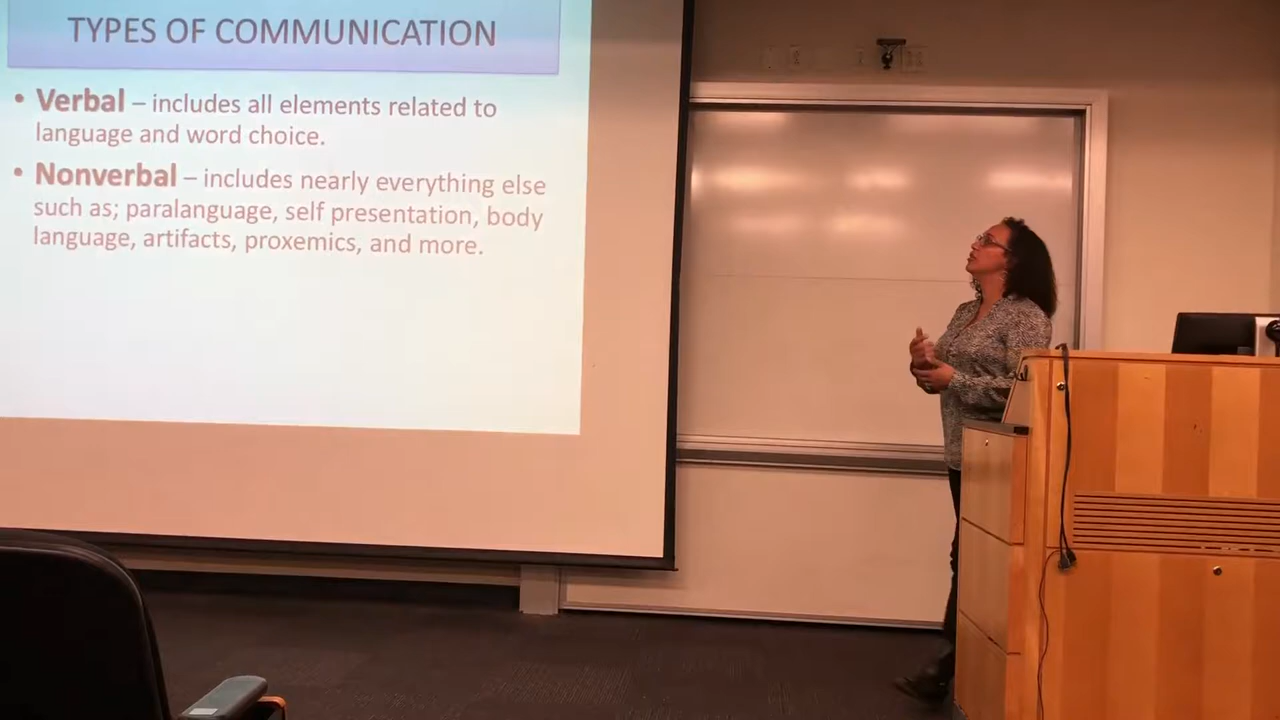 TYPES OF COMMUNICATION
• Verbal – includes all elements related to
language and word choice.
• Nonverbal – includes nearly everything else
such as; paralanguage, self presentation, body
language, artifacts, proxemics, and more.